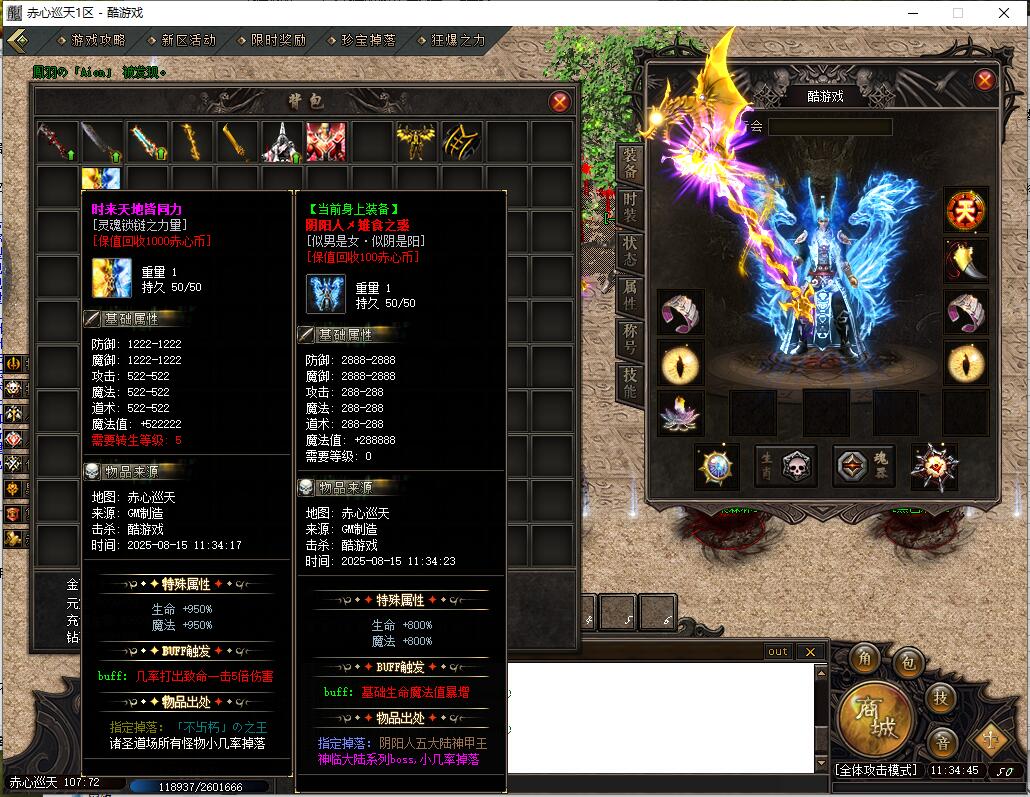 赤心巡天1区 - 酷游戏
游戏攻略
新区活动
限时奖励
珍宝掉落
狂爆之力
背包
时来天地皆同力
[灵魂锁链之力量]
[保值回收1000赤心币]
重量 1
持久 50/50
基础属性
防御: 1222-1222
魔御: 1222-1222
攻击: 522-522
魔法: 522-522
道术: 522-522
魔法值: +522222
需要转生等级: 5
物品来源
地图: 赤心巡天
来源: GM制造
击杀: 酷游戏
时间: 2025-08-15 11:34:17
特殊属性
生命 +950%
魔法 +950%
BUFF触发
buff: 几率打出致命一击5倍伤害
物品出处
指定掉落: 「不朽」の之王
诸圣道场所有怪物小几率掉落
【当前身上装备】
[似男是女·似阴是阳]
[保值回收100赤心币]
重量 1
持久 50/50
基础属性
防御: 2888-2888
魔御: 2888-2888
攻击: 288-288
魔法: 288-288
道术: 288-288
魔法值: +288888
需要等级: 0
物品来源
地图: 赤心巡天
来源: GM制造
击杀: 酷游戏
时间: 2025-08-15 11:34:23
特殊属性
生命 +800%
魔法 +800%
BUFF触发
buff: 基础生命魔法值暴增
物品出处
指定掉落: 阴阳人五大陆神甲王
神临大陆系列boss,小几率掉落
金
元
充
钻
酷游戏
会
装备
时装
状态
属性
称号
技能
天
生肖
魂器
5
6
out
角
包
商城
技
音
赤心巡天 107:72
118937/2601666
[全体攻击模式]
11:34:45
50